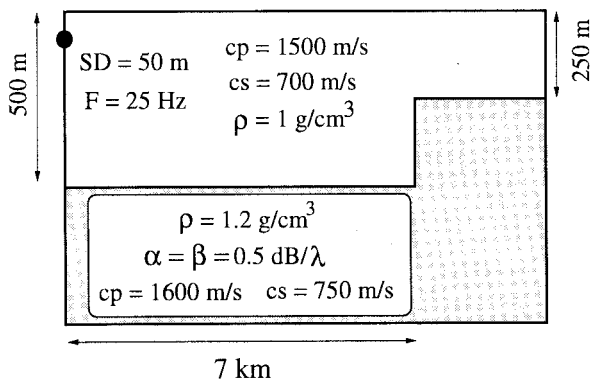 500 m
SD = 50 m
F = 25 Hz
cp = 1500 m/s
cs = 700 m/s
ρ = 1 g/cm³
250 m
ρ = 1.2 g/cm³
α = β = 0.5 dB/λ
cp = 1600 m/s cs = 750 m/s
7 km